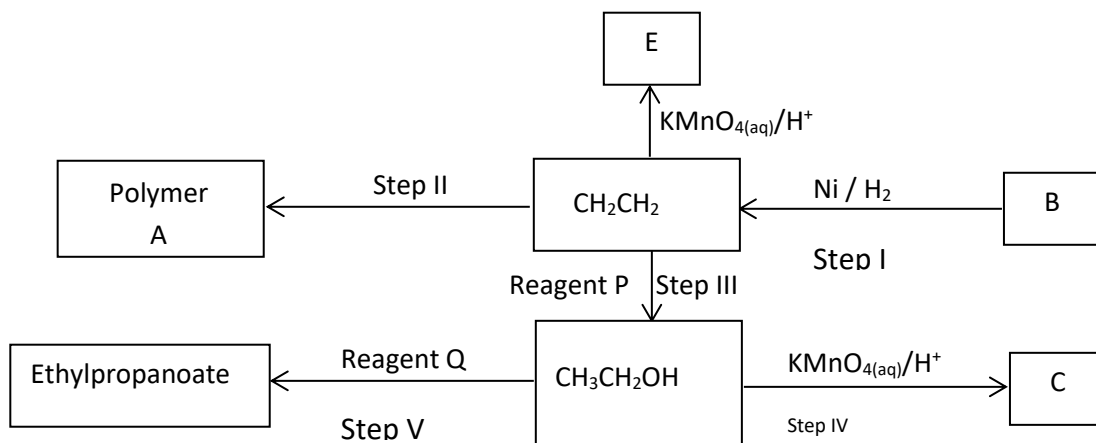 E
KMnO₄(aq)/H⁺
Polymer
A
Step II
CH₂CH₂
Ni / H₂
B
Step I
Reagent P
Step III
Ethylpropanoate
Reagent Q
CH₃CH₂OH
KMnO₄(aq)/H⁺
C
Step V
Step IV